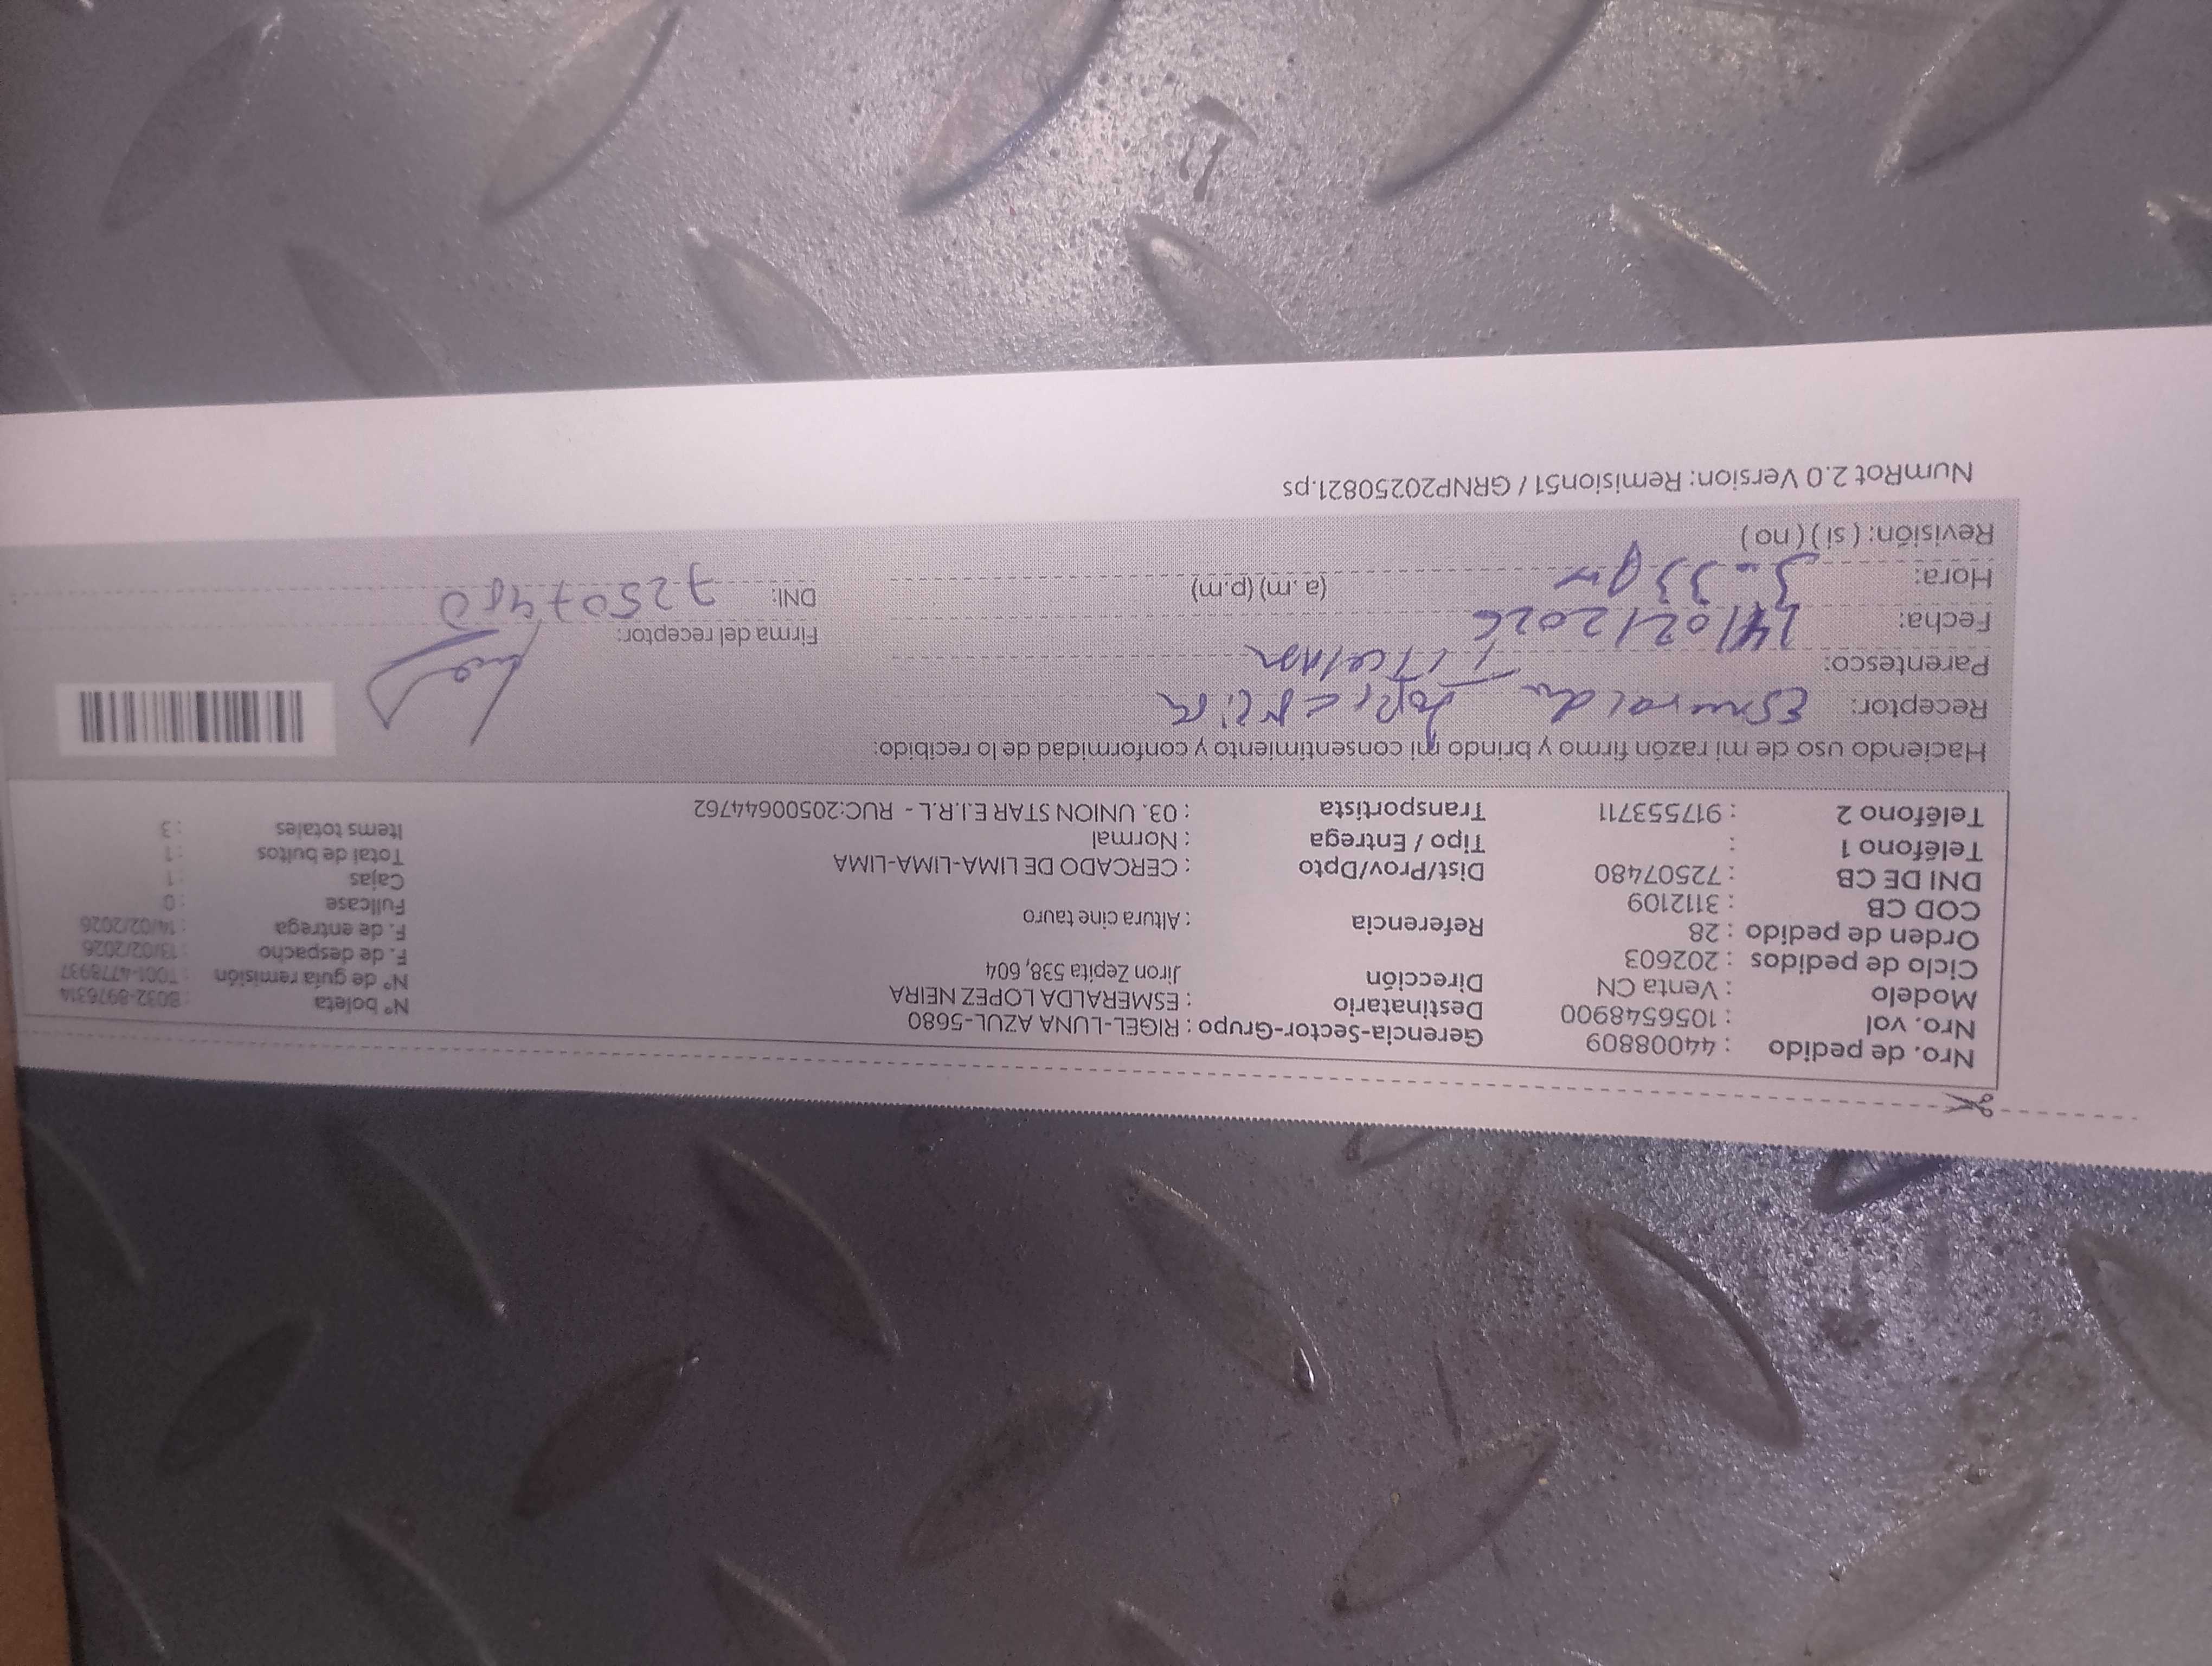 Nro. de pedido : 44008809
Nro. vol : 1056548900
Modelo : Venta CN
Ciclo de pedidos : 202603
Orden de pedido : 28
COD CB : 3112109
DNI DE CB : 72507480
Teléfono 1 :
Teléfono 2 : 917553711
Gerencia-Sector-Grupo : RIGEL-LUNA AZUL-5680
Destinatario : ESMERALDA LOPEZ NEIRA
Dirección Jiron Zepita 538, 604
Referencia : Altura cine tauro
Dist/Prov/Dpto : CERCADO DE LIMA-LIMA-LIMA
Tipo / Entrega : Normal
Transportista : 03. UNION STAR E.I.R.L - RUC:20500644762
N° boleta : B032-8976314
N° de guía remisión : T001-4778937
F. de despacho : 13/02/2026
F. de entrega : 14/02/2026
Fullcase : 0
Cajas : 1
Total de bultos : 1
Items totales : 3
Haciendo uso de mi razón firmo y brindo mi consentimiento y conformidad de lo recibido:
Receptor: Esmeralda Lopez Neira
Parentesco: Titular
Fecha: 14/02/2026
Hora: 3:33 pm (a.m) (p.m)
Revisión: ( si ) ( no )
Firma del receptor:
DNI: 72507480
NumRot 2.0 Version: Remision51 / GRNP20250821.ps